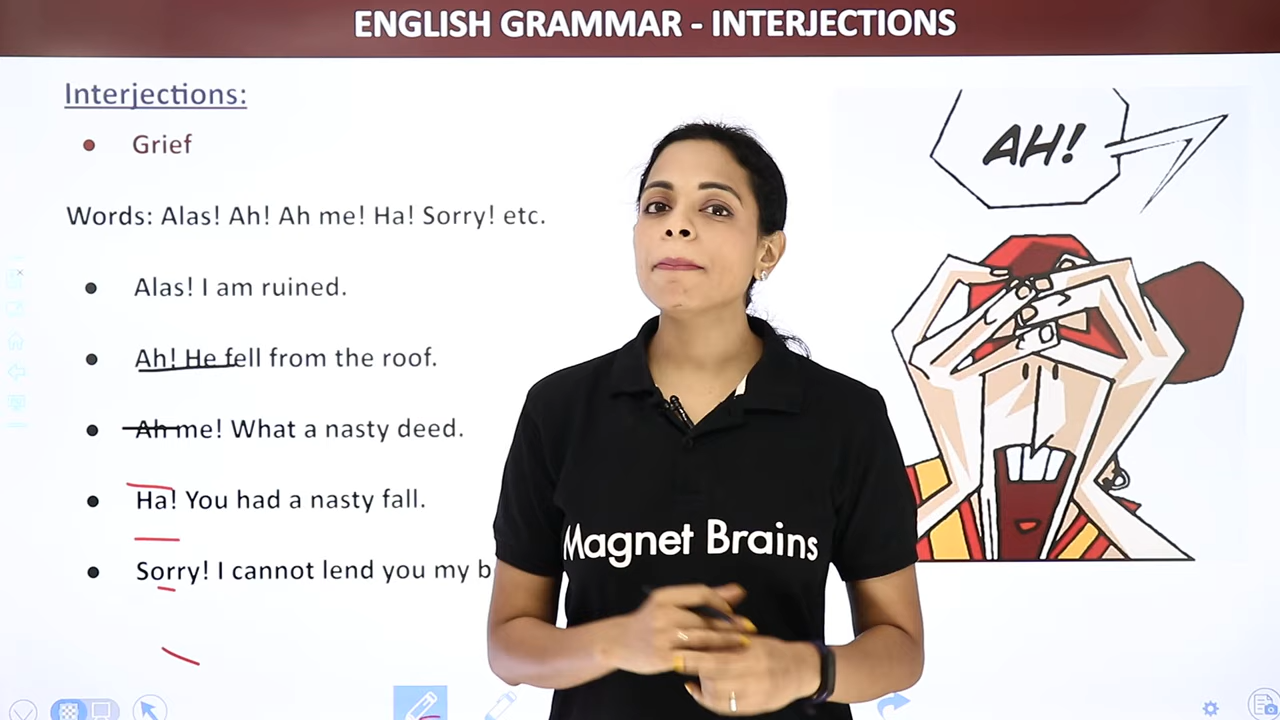 ENGLISH GRAMMAR - INTERJECTIONS
Interjections:
• Grief
Words: Alas! Ah! Ah me! Ha! Sorry! etc.
• Alas! I am ruined.
• Ah! He fell from the roof.
• Ah me! What a nasty deed.
• Ha! You had a nasty fall.
• Sorry! I cannot lend you my b
AH!
Magnet Brains